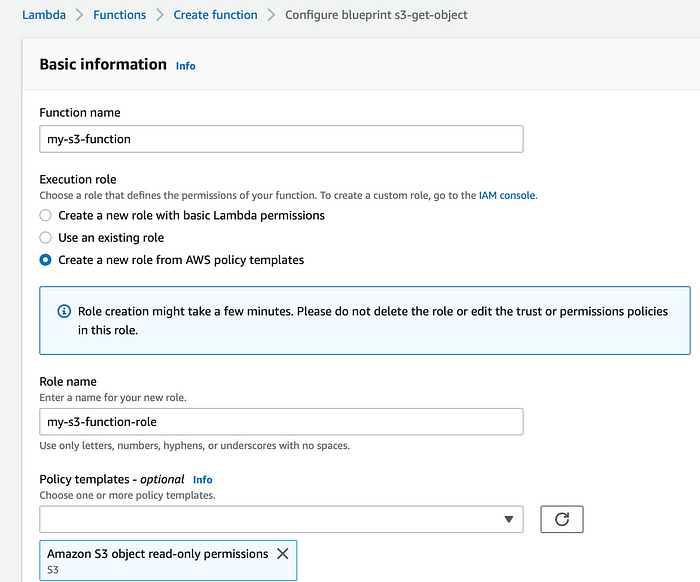 Lambda > Functions > Create function > Configure blueprint s3-get-object
Basic information Info
Function name
my-s3-function
Execution role
Choose a role that defines the permissions of your function. To create a custom role, go to the IAM console.
Create a new role with basic Lambda permissions
Use an existing role
Create a new role from AWS policy templates
Role creation might take a few minutes. Please do not delete the role or edit the trust or permissions policies
in this role.
Role name
Enter a name for your new role.
my-s3-function-role
Use only letters, numbers, hyphens, or underscores with no spaces.
Policy templates - optional Info
Choose one or more policy templates.
Amazon S3 object read-only permissions
S3